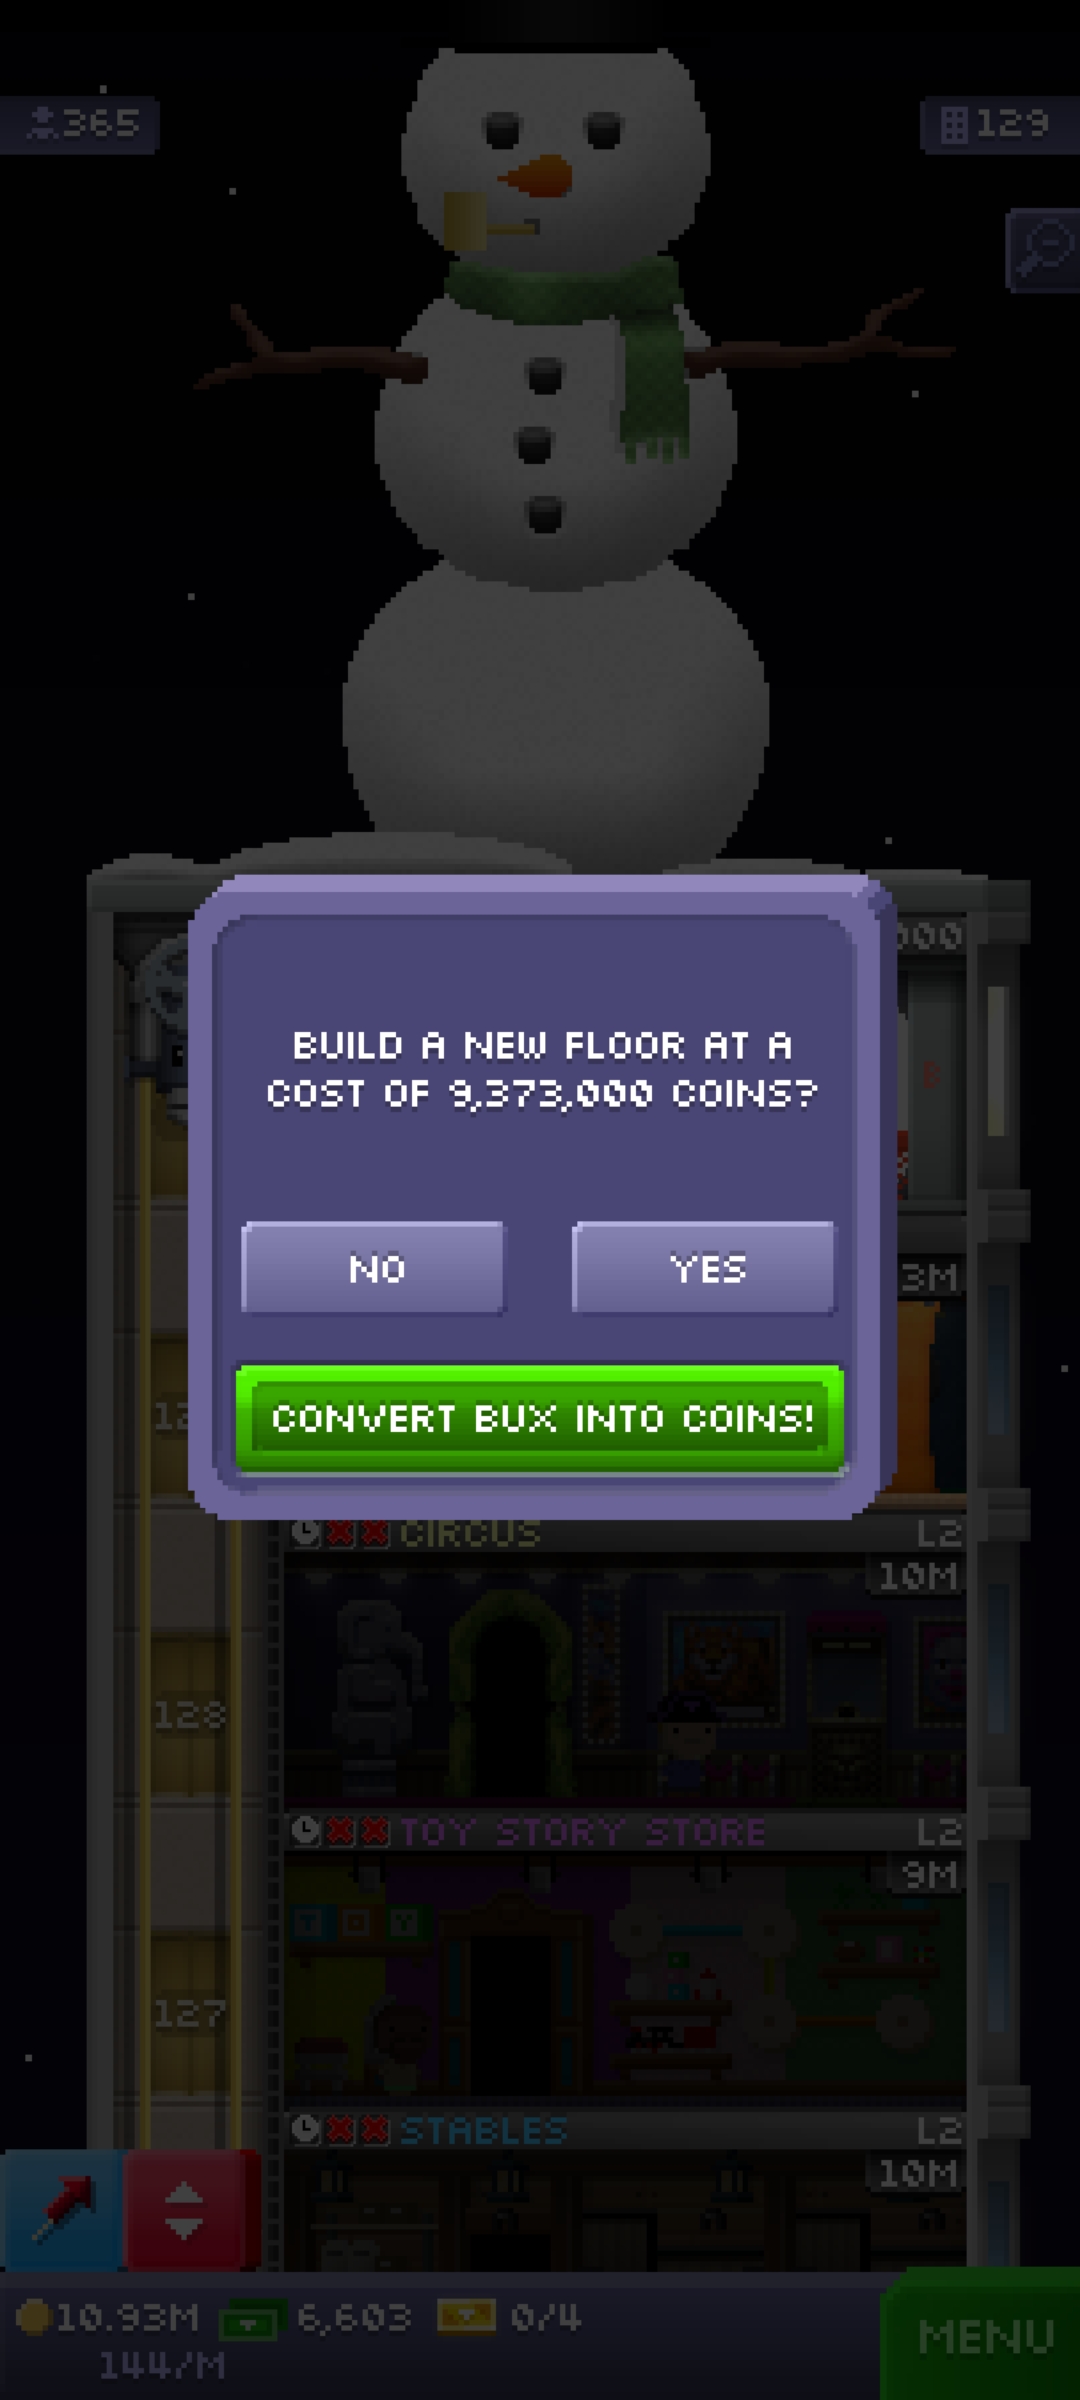 365
129
000
BUILD A NEW FLOOR AT A
COST OF 9,373,000 COINS?
B
NO
YES
3M
CONVERT BUX INTO COINS!
CIRCUS
L2
10M
128
TOY STORY STORE
L2
9M
TOY
127
STABLES
L2
10M
10.93M
6,603
0/4
144/M
MENU